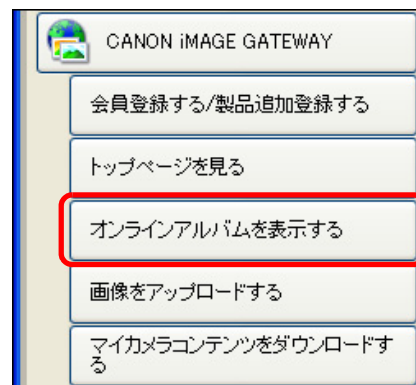 CANON iMAGE GATEWAY
会員登録する/製品追加登録する
トップページを見る
オンラインアルバムを表示する
画像をアップロードする
マイカメラコンテンツをダウンロードす
る